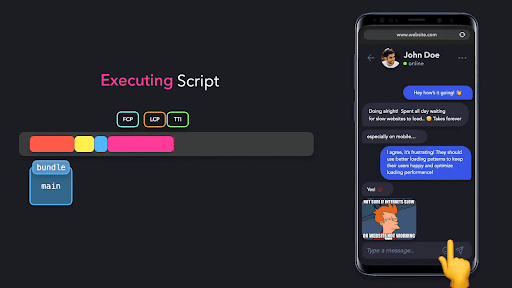 Executing Script
FCP
LCP
TTI
bundle
main
www.website.com
John Doe
online
Hey how's it going! 👋
Doing alright! Spent all day waiting
for slow websites to load.. 😔 Takes forever
especially on mobile...
I agree, it's frustrating! They should
use better loading patterns to keep
their users happy and optimize
loading performance!
Yes!
NOT SURE IF INTERNETS SLOW
OR WEBSITE NOT WORKING
Type a message..